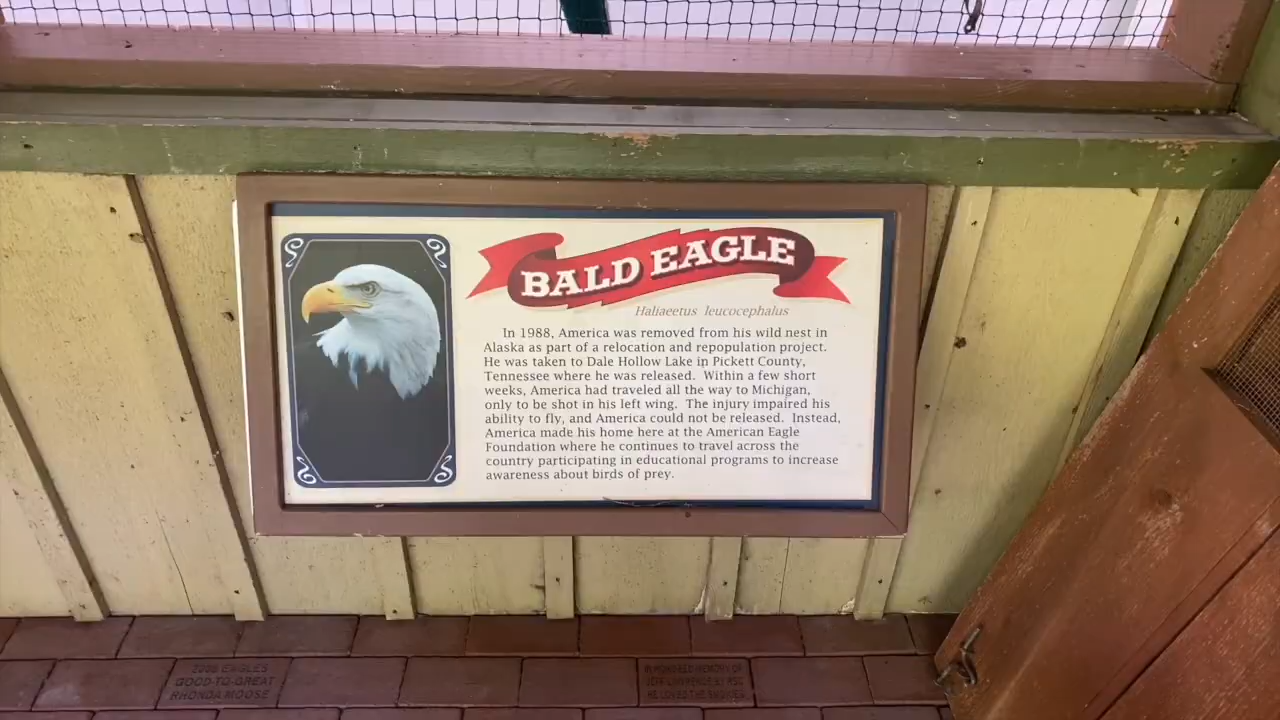 BALD EAGLE
Haliaeetus leucocephalus
In 1988, America was removed from his wild nest in
Alaska as part of a relocation and repopulation project.
He was taken to Dale Hollow Lake in Pickett County,
Tennessee where he was released. Within a few short
weeks, America had traveled all the way to Michigan,
only to be shot in his left wing. The injury impaired his
ability to fly, and America could not be released. Instead,
America made his home here at the American Eagle
Foundation where he continues to travel across the
country participating in educational programs to increase
awareness about birds of prey.
EAGLES
GOOD-TO-GREAT
RHONDA MOOSE
MEMORY OF
HE LOVED THE SMOKIES